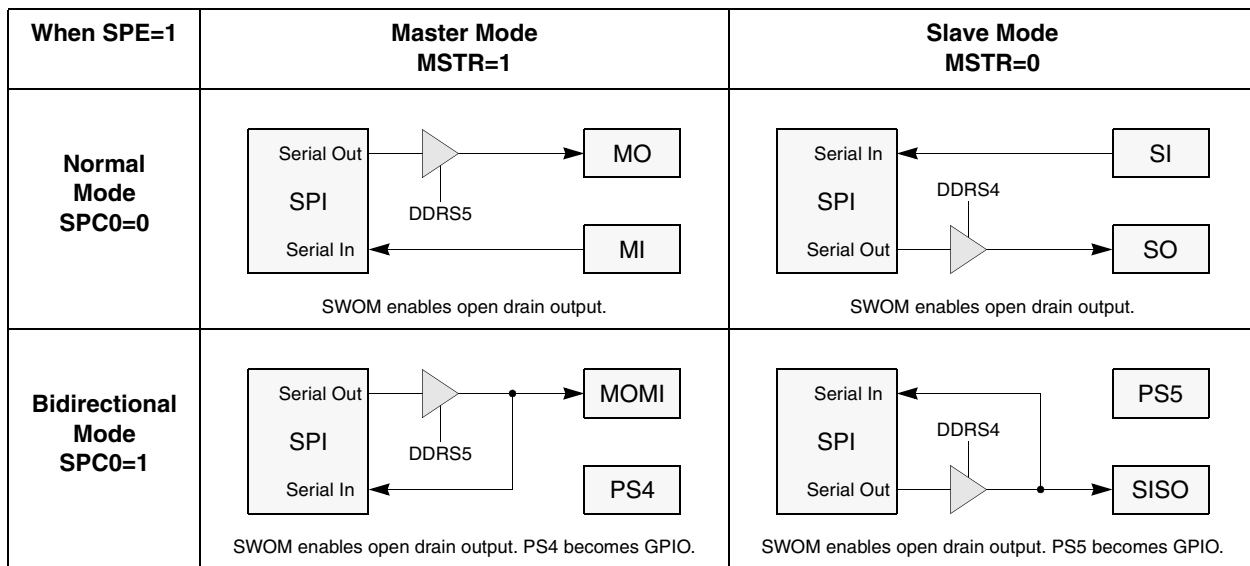 When SPE=1
Master Mode
MSTR=1
Slave Mode
MSTR=0
Normal
Mode
SPC0=0
Serial Out
SPI
Serial In
DDRS5
MO
MI
SWOM enables open drain output.
Serial In
SPI
Serial Out
DDRS4
SI
SO
SWOM enables open drain output.
Bidirectional
Mode
SPC0=1
Serial Out
SPI
Serial In
DDRS5
MOMI
PS4
SWOM enables open drain output. PS4 becomes GPIO.
Serial In
SPI
Serial Out
DDRS4
PS5
SISO
SWOM enables open drain output. PS5 becomes GPIO.